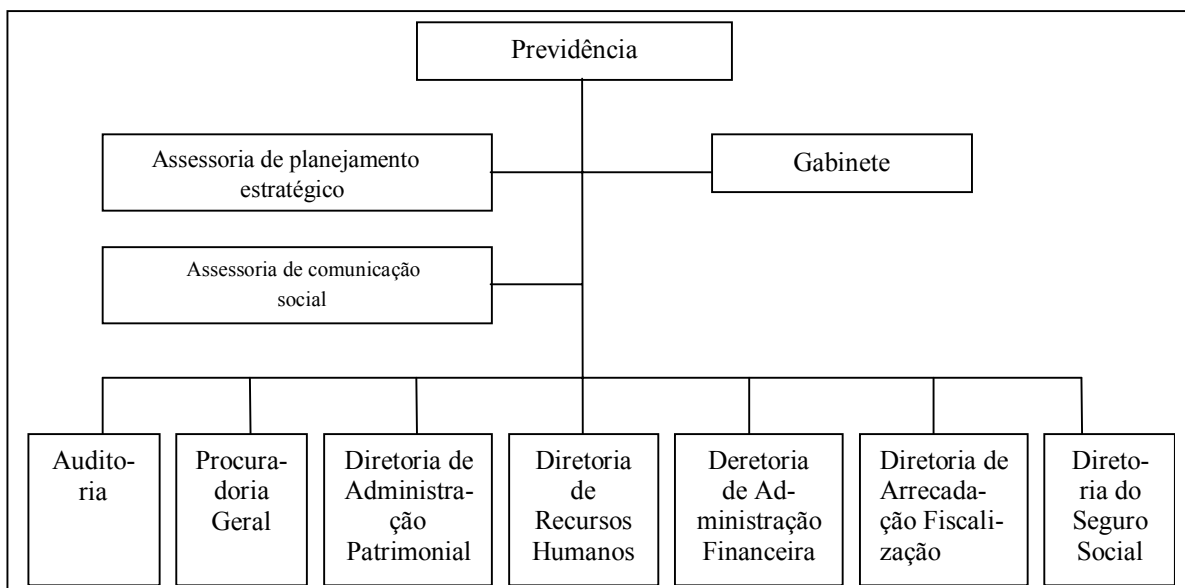 Previdência
Assessoria de planejamento
estratégico
Gabinete
Assessoria de comunicação
social
Audito-
ria
Procura-
doria
Geral
Diretoria de
Administra-
ção
Patrimonial
Diretoria
de
Recursos
Humanos
Deretoria
de Ad-
ministração
Financeira
Diretoria de
Arrecada-
ção Fiscali-
zação
Direto-
ria do
Seguro
Social